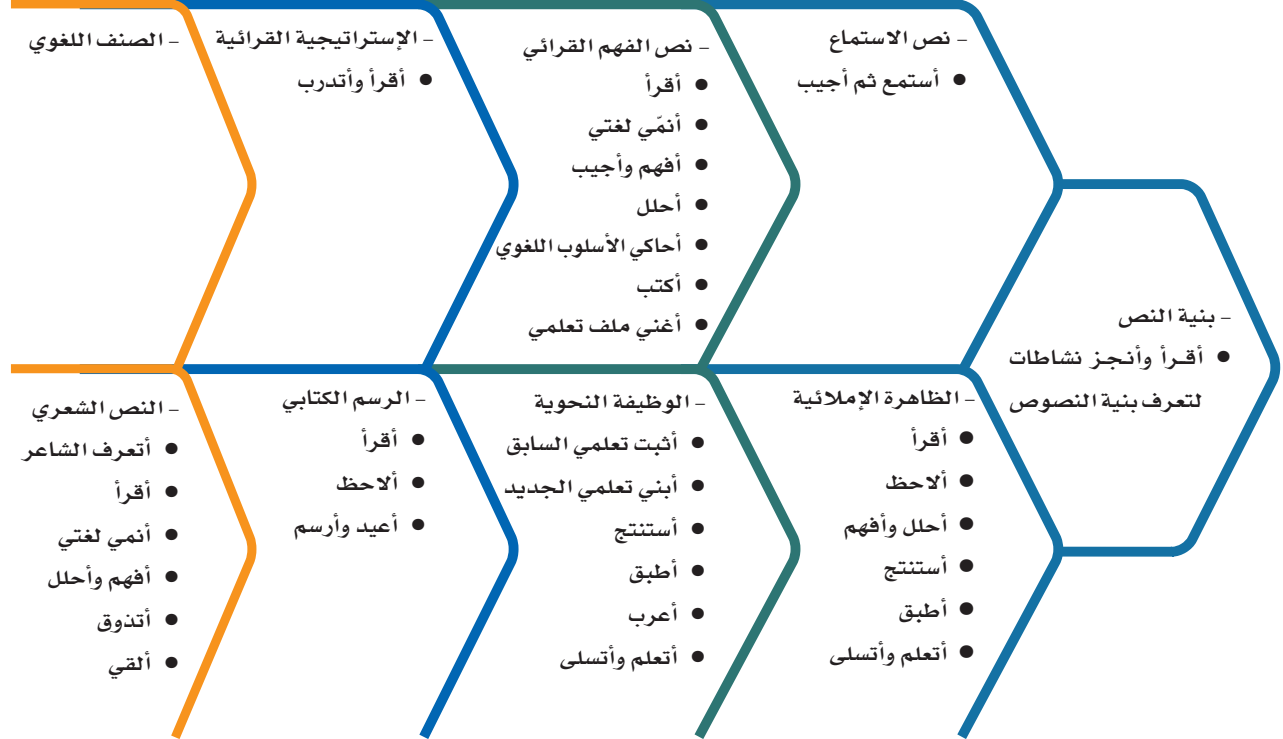 – بنية النص
● أقرأ وأنجز نشاطات
لتعرف بنية النصوص
– نص الاستماع
● أستمع ثم أجيب
– نص الفهم القرائي
● أقرأ
● أنمّي لغتي
● أفهم وأجيب
● أحلل
● أحاكي الأسلوب اللغوي
● أكتب
● أغني ملف تعلمي
– الإستراتيجية القرائية
● أقرأ وأتدرب
– الصنف اللغوي
– الظاهرة الإملائية
● أقرأ
● ألاحظ
● أحلل وأفهم
● أستنتج
● أطبق
● أتعلم وأتسلى
– الوظيفة النحوية
● أثبت تعلمي السابق
● أبني تعلمي الجديد
● أستنتج
● أطبق
● أعرب
● أتعلم وأتسلى
– الرسم الكتابي
● أقرأ
● ألاحظ
● أعيد وأرسم
– النص الشعري
● أتعرف الشاعر
● أقرأ
● أنمي لغتي
● أفهم وأحلل
● أتذوق
● ألقي